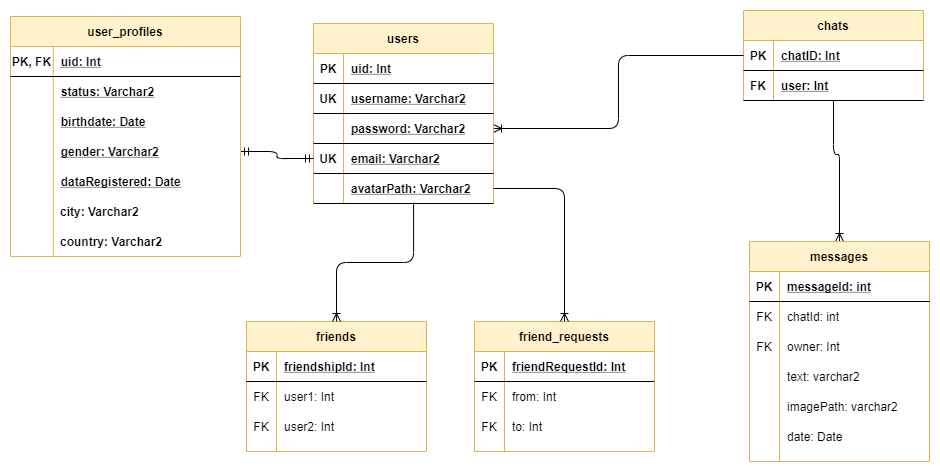 user_profiles
PK, FK uid: Int
status: Varchar2
birthdate: Date
gender: Varchar2
dataRegistered: Date
city: Varchar2
country: Varchar2
users
PK uid: Int
UK username: Varchar2
password: Varchar2
UK email: Varchar2
avatarPath: Varchar2
chats
PK chatID: Int
FK user: Int
friends
PK friendshipId: Int
FK user1: Int
FK user2: Int
friend_requests
PK friendRequestId: Int
FK from: Int
FK to: Int
messages
PK messageId: int
FK chatId: int
FK owner: Int
text: varchar2
imagePath: varchar2
date: Date